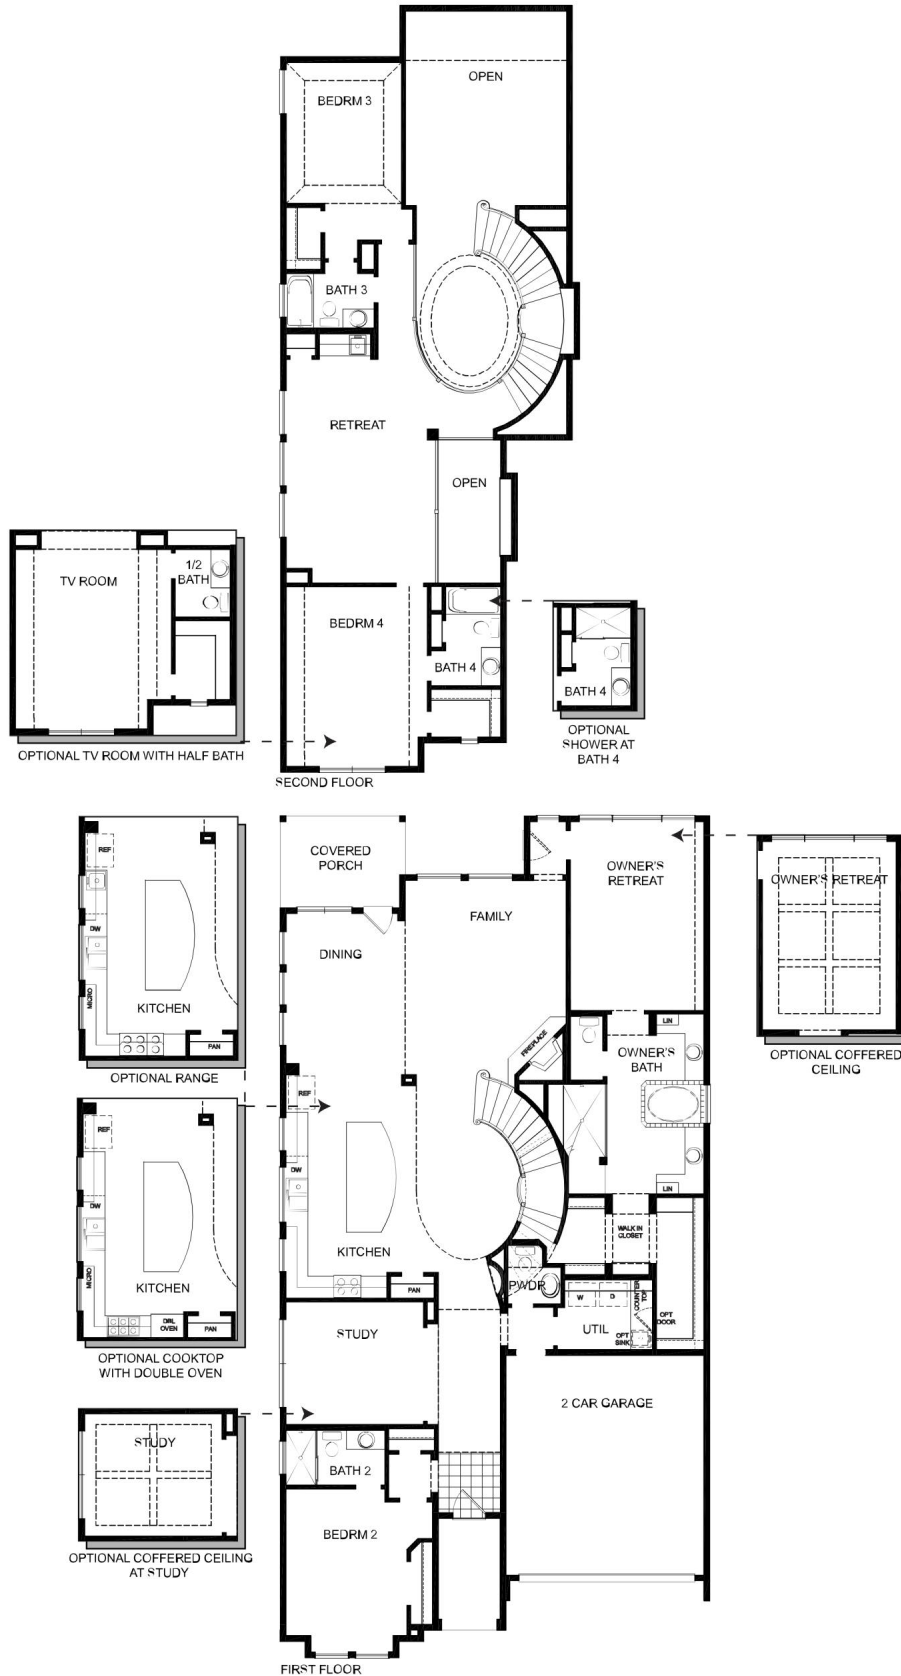 OPEN
BEDRM 3
BATH 3
RETREAT
OPEN
TV ROOM
1/2
BATH
BEDRM 4
BATH 4
BATH 4
OPTIONAL
SHOWER AT
BATH 4
OPTIONAL TV ROOM WITH HALF BATH
SECOND FLOOR
COVERED
PORCH
OWNER'S
RETREAT
FAMILY
DINING
REF
DW
MICRO
KITCHEN
PAN
OPTIONAL RANGE
OWNER'S RETREAT
OPTIONAL COFFERED
CEILING
FIREPLACE
LIN
OWNER'S
BATH
LIN
REF
DW
KITCHEN
PAN
REF
DW
MICRO
KITCHEN
DBL
OVEN
PAN
OPTIONAL COOKTOP
WITH DOUBLE OVEN
WALK IN
CLOSET
PWDR
W
D
COUNTER
TOP
OPT
DOOR
UTIL
OPT
SINK
STUDY
2 CAR GARAGE
STUDY
OPTIONAL COFFERED CEILING
AT STUDY
BATH 2
BEDRM 2
FIRST FLOOR